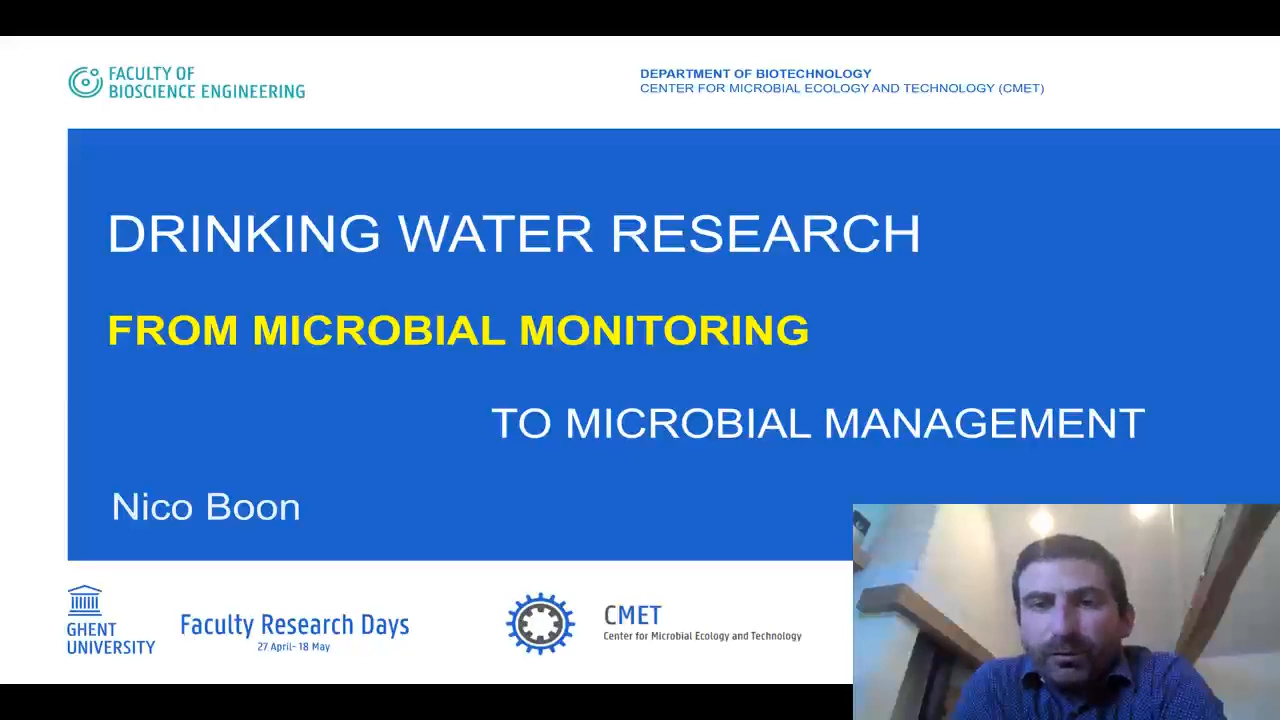 FACULTY OF
BIOSCIENCE ENGINEERING
DEPARTMENT OF BIOTECHNOLOGY
CENTER FOR MICROBIAL ECOLOGY AND TECHNOLOGY (CMET)
DRINKING WATER RESEARCH
FROM MICROBIAL MONITORING
TO MICROBIAL MANAGEMENT
Nico Boon
GHENT
UNIVERSITY
Faculty Research Days
27 April- 18 May
CMET
Center for Microbial Ecology and Technology